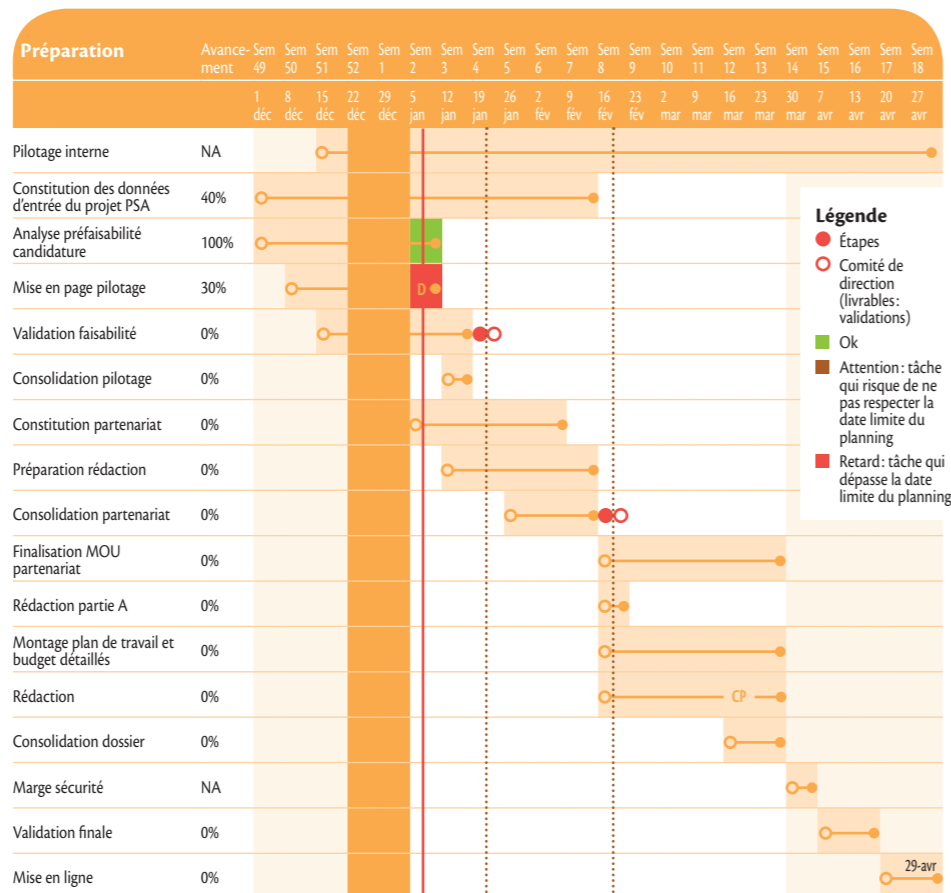 Préparation
Avance- Sem Sem Sem Sem Sem Sem Sem Sem Sem Sem Sem Sem Sem Sem Sem Sem Sem Sem Sem Sem Sem Sem
ment 49 50 51 52 1 2 3 4 5 6 7 8 9 10 11 12 13 14 15 16 17 18
1 8 15 22 29 5 12 19 26 2 9 16 23 2 9 16 23 30 7 13 20 27
déc déc déc déc déc jan jan jan jan fév fév fév fév mar mar mar mar mar avr avr avr avr
Pilotage interne NA
Constitution des données
d'entrée du projet PSA 40%
Analyse préfaisabilité
candidature 100%
Mise en page pilotage 30% D
Validation faisabilité 0%
Consolidation pilotage 0%
Constitution partenariat 0%
Préparation rédaction 0%
Consolidation partenariat 0%
Finalisation MOU
partenariat 0%
Rédaction partie A 0%
Montage plan de travail et
budget détaillés 0%
Rédaction 0% CP
Consolidation dossier 0%
Marge sécurité NA
Validation finale 0%
Mise en ligne 0% 29-avr
Légende
Étapes
Comité de
direction
(livrables :
validations)
Ok
Attention : tâche
qui risque de ne
pas respecter la
date limite du
planning
Retard : tâche qui
dépasse la date
limite du planning